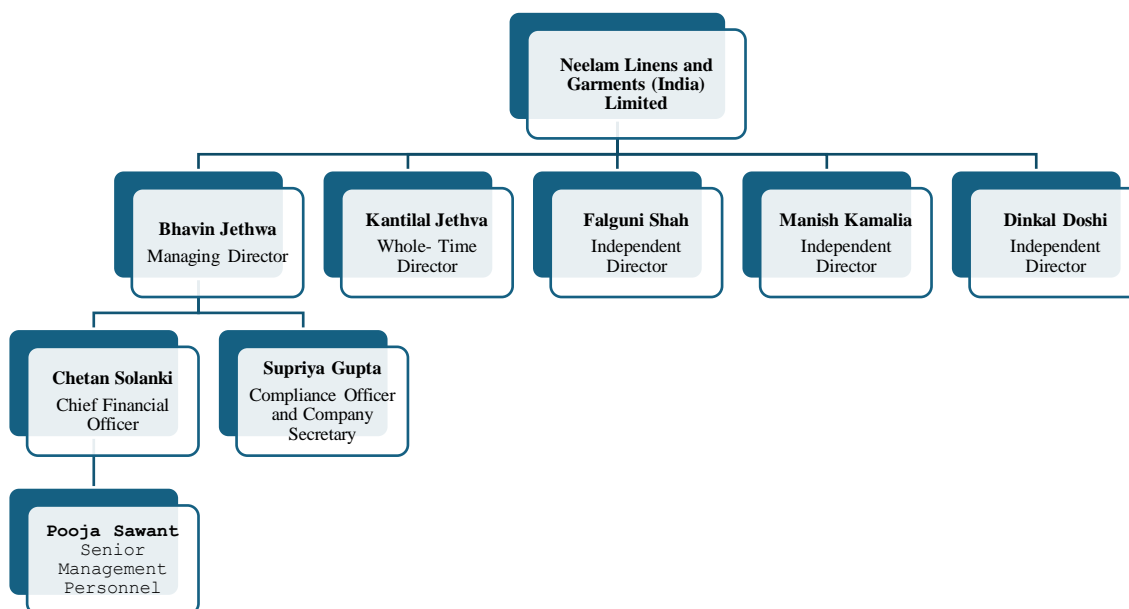 Neelam Linens and
Garments (India)
Limited
Bhavin Jethwa
Managing Director
Kantilal Jethva
Whole- Time
Director
Falguni Shah
Independent
Director
Manish Kamalia
Independent
Director
Dinkal Doshi
Independent
Director
Chetan Solanki
Chief Financial
Officer
Supriya Gupta
Compliance Officer
and Company
Secretary
Pooja Sawant
Senior
Management
Personnel